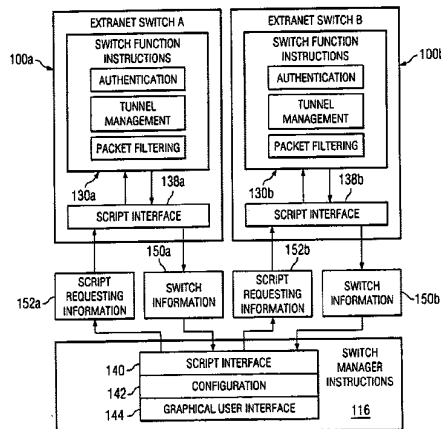 EXTRANET SWITCH A
100a
SWITCH FUNCTION
INSTRUCTIONS
AUTHENTICATION
TUNNEL
MANAGEMENT
PACKET FILTERING
130a
138a
SCRIPT INTERFACE
EXTRANET SWITCH B
100b
SWITCH FUNCTION
INSTRUCTIONS
AUTHENTICATION
TUNNEL
MANAGEMENT
PACKET FILTERING
130b
138b
SCRIPT INTERFACE
152a
SCRIPT
REQUESTING
INFORMATION
150a
SWITCH
INFORMATION
152b
SCRIPT
REQUESTING
INFORMATION
SWITCH
INFORMATION
150b
140
SCRIPT INTERFACE
142
CONFIGURATION
144
GRAPHICAL USER INTERFACE
SWITCH
MANAGER
INSTRUCTIONS
116